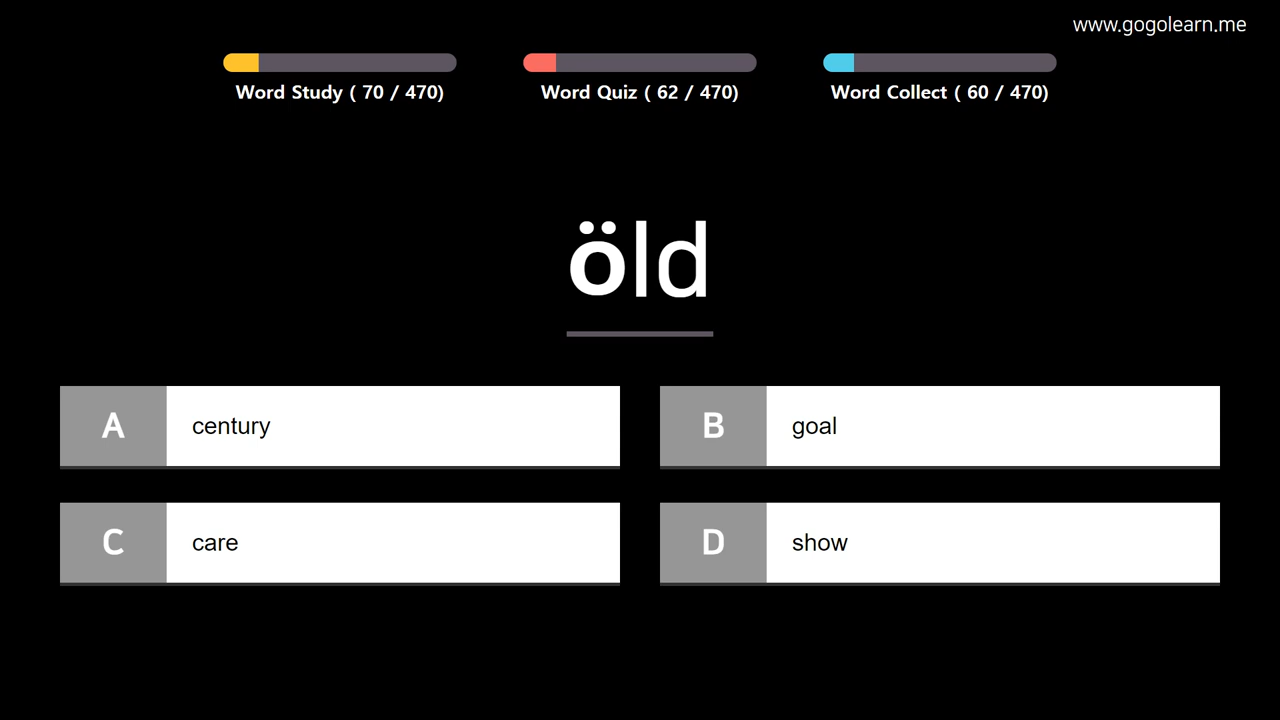 www.gogolearn.me
Word Study ( 70 / 470)
Word Quiz ( 62 / 470)
Word Collect ( 60 / 470)
öld
A century
B goal
C care
D show